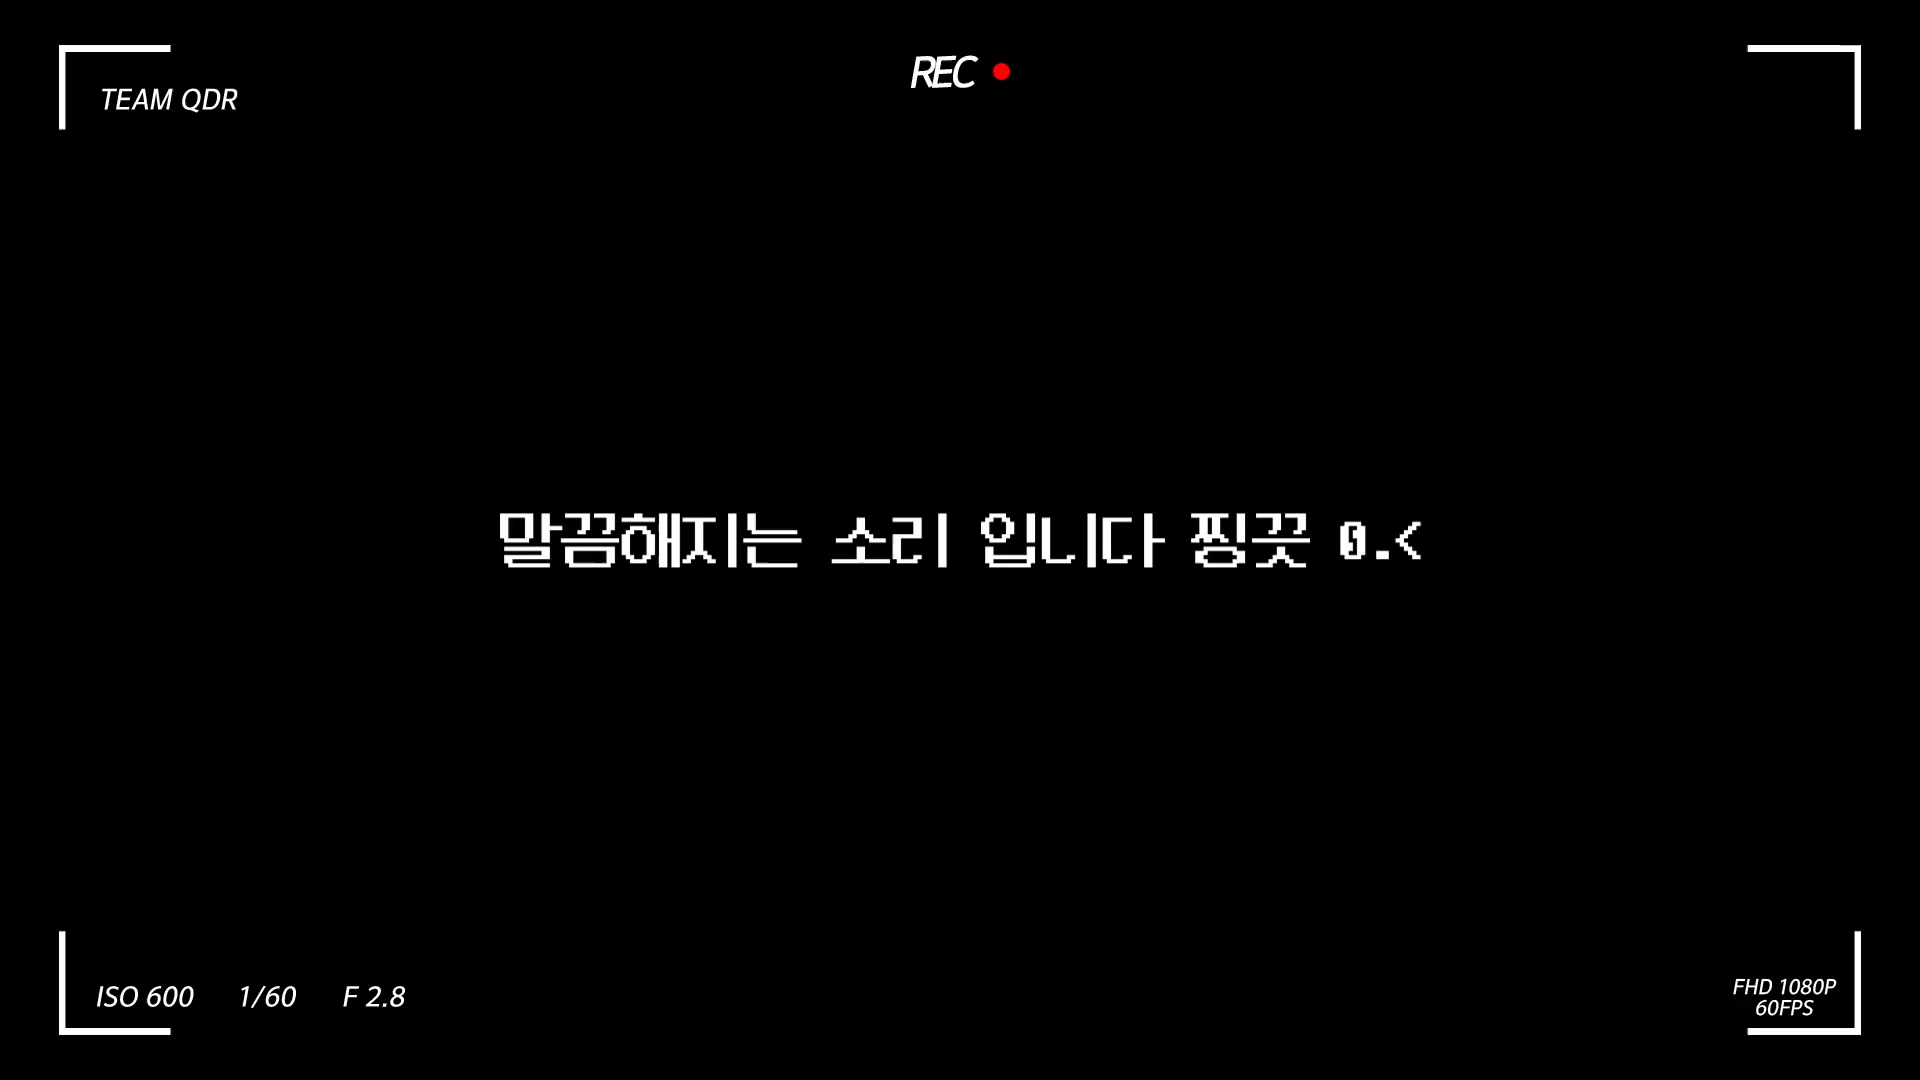 REC
TEAM QDR
말끔해지는 소리 입니다 찡끗 0.<
ISO 600 1/60 F 2.8
FHD 1080P
60FPS